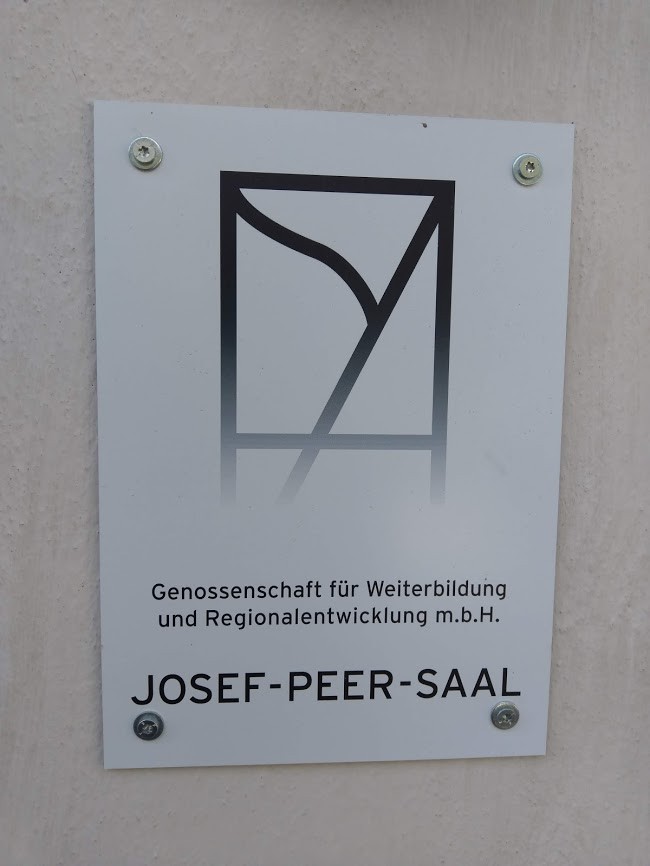 Genossenschaft für Weiterbildung
und Regionalentwicklung m.b.H.
JOSEF-PEER-SAAL